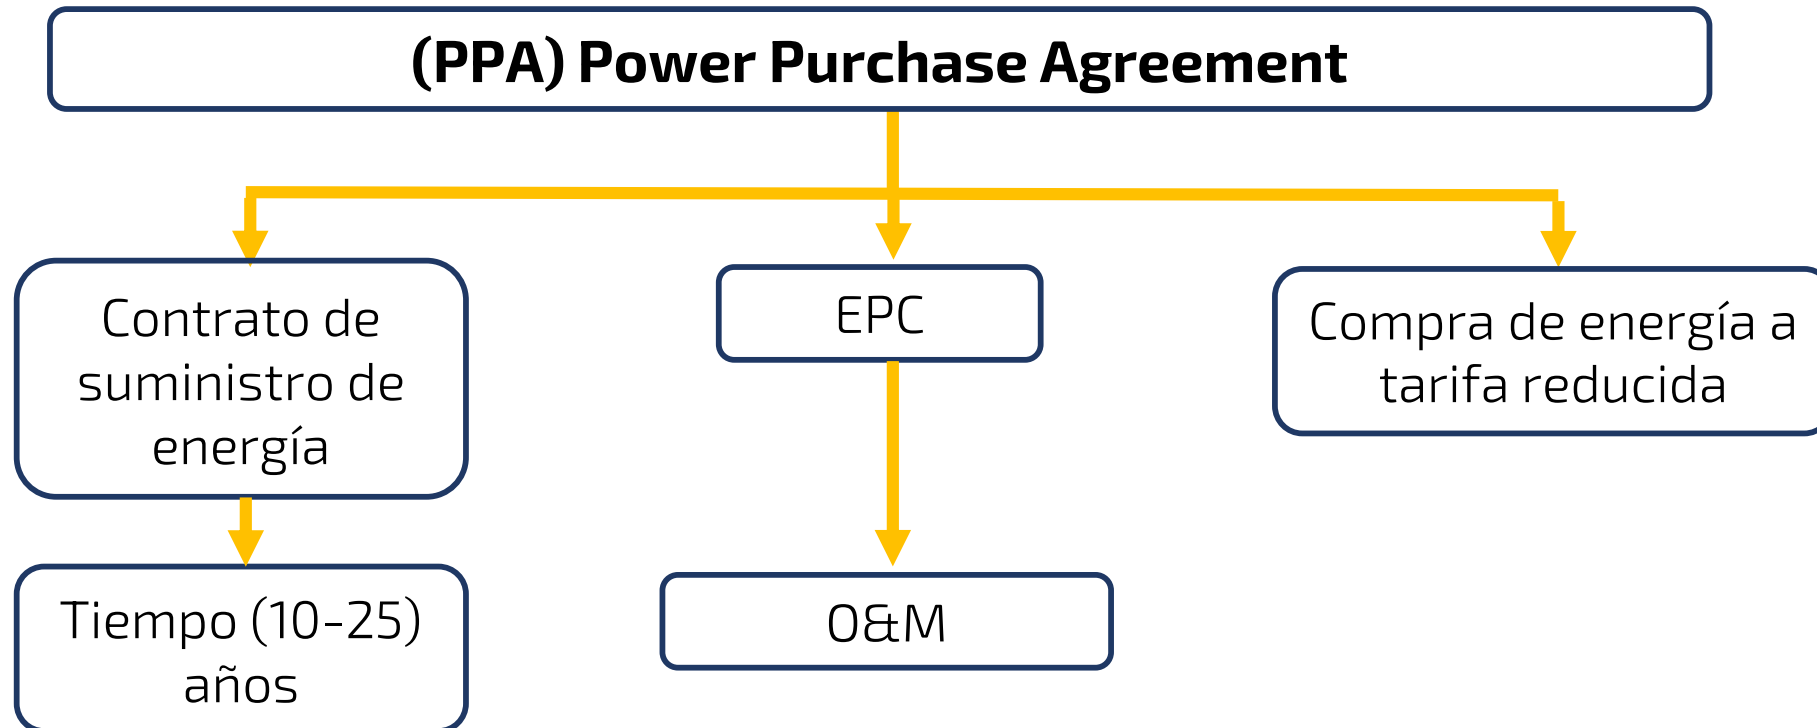 (PPA) Power Purchase Agreement
Contrato de
suministro de
energía
EPC
Compra de energía a
tarifa reducida
Tiempo (10-25)
años
O&M